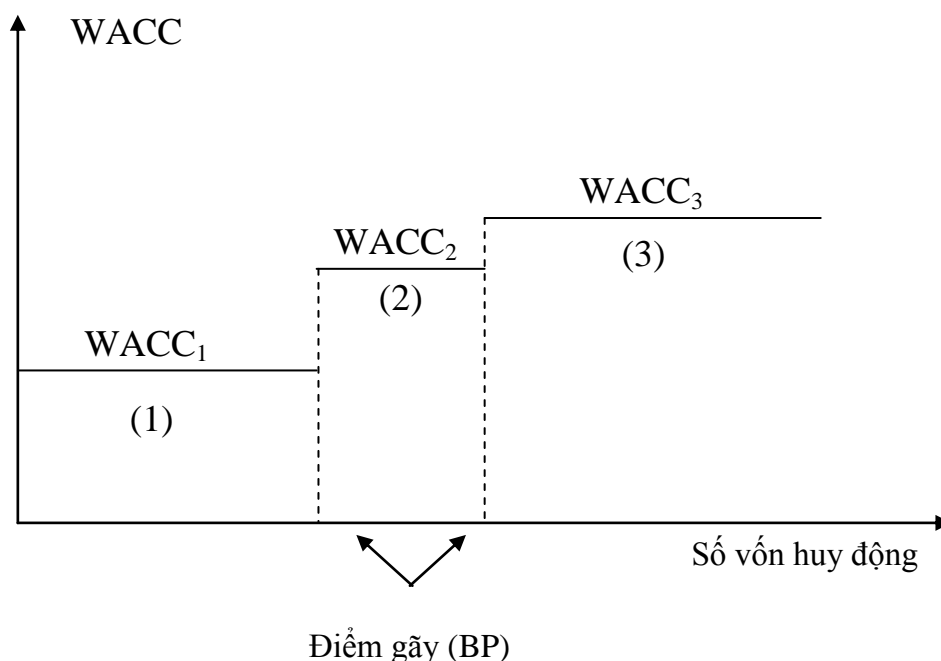 WACC
WACC₃
WACC₂
(3)
(2)
WACC₁
(1)
Số vốn huy động
Điểm gãy (BP)